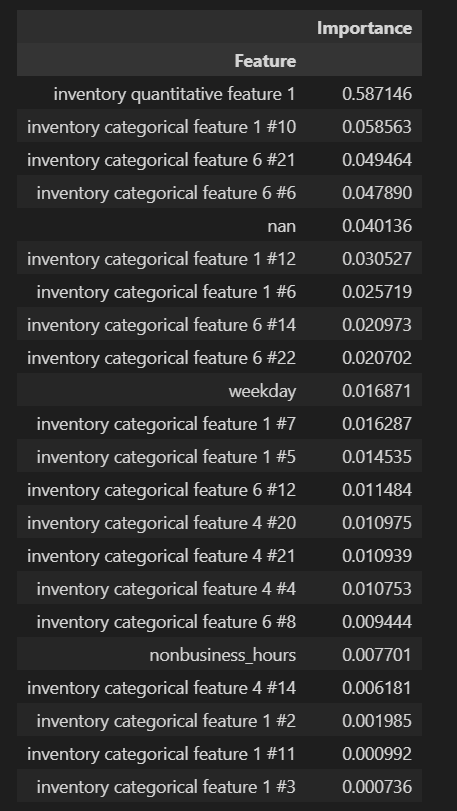 Importance
Feature
inventory quantitative feature 1 0.587146
inventory categorical feature 1 #10 0.058563
inventory categorical feature 6 #21 0.049464
inventory categorical feature 6 #6 0.047890
nan 0.040136
inventory categorical feature 1 #12 0.030527
inventory categorical feature 1 #6 0.025719
inventory categorical feature 6 #14 0.020973
inventory categorical feature 6 #22 0.020702
weekday 0.016871
inventory categorical feature 1 #7 0.016287
inventory categorical feature 1 #5 0.014535
inventory categorical feature 6 #12 0.011484
inventory categorical feature 4 #20 0.010975
inventory categorical feature 4 #21 0.010939
inventory categorical feature 4 #4 0.010753
inventory categorical feature 6 #8 0.009444
nonbusiness_hours 0.007701
inventory categorical feature 4 #14 0.006181
inventory categorical feature 1 #2 0.001985
inventory categorical feature 1 #11 0.000992
inventory categorical feature 1 #3 0.000736